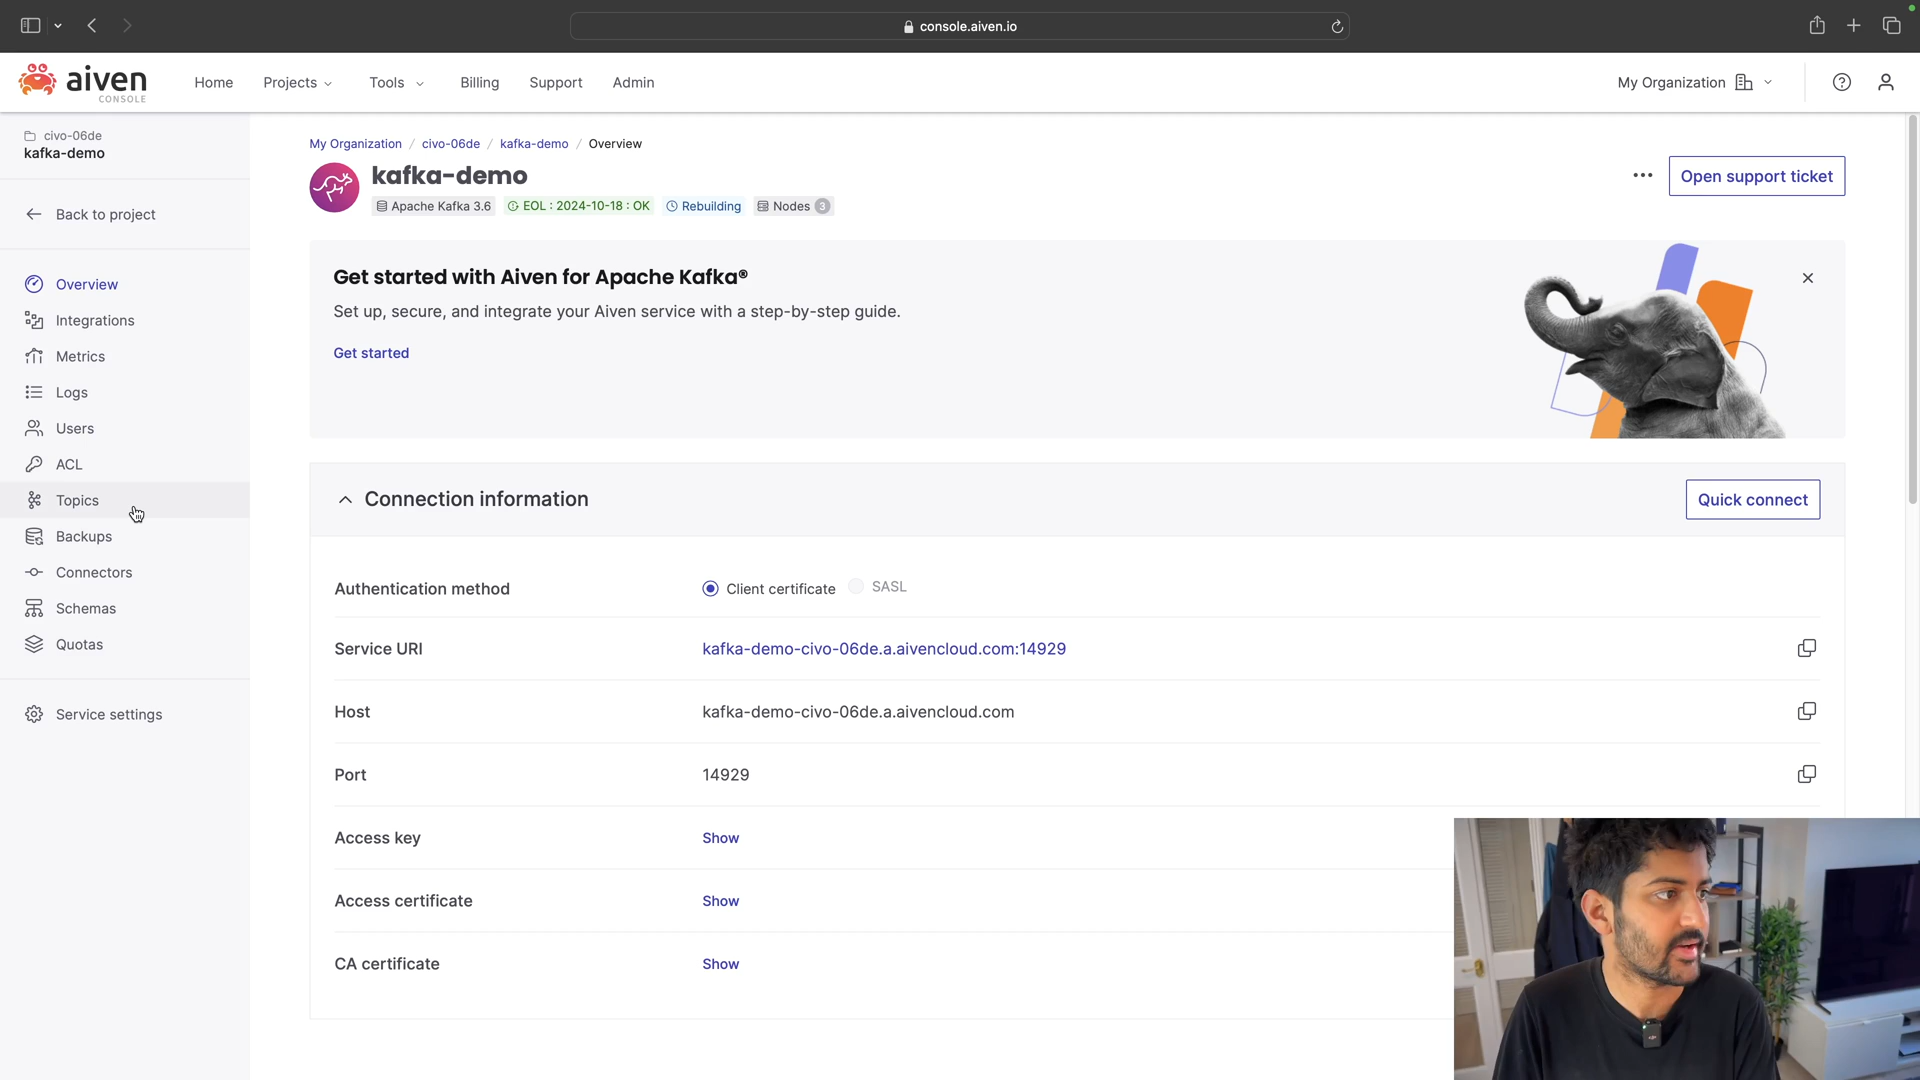 console.aiven.io
aiven
CONSOLE
Home
Projects
Tools
Billing
Support
Admin
My Organization
civo-06de
kafka-demo
Back to project
Overview
Integrations
Metrics
Logs
Users
ACL
Topics
Backups
Connectors
Schemas
Quotas
Service settings
My Organization / civo-06de / kafka-demo / Overview
kafka-demo
Apache Kafka 3.6
EOL : 2024-10-18 : OK
Rebuilding
Nodes 3
Open support ticket
Get started with Aiven for Apache Kafka®
Set up, secure, and integrate your Aiven service with a step-by-step guide.
Get started
Connection information
Quick connect
Authentication method
Client certificate
SASL
Service URI
kafka-demo-civo-06de.a.aivencloud.com:14929
Host
kafka-demo-civo-06de.a.aivencloud.com
Port
14929
Access key
Show
Access certificate
Show
CA certificate
Show